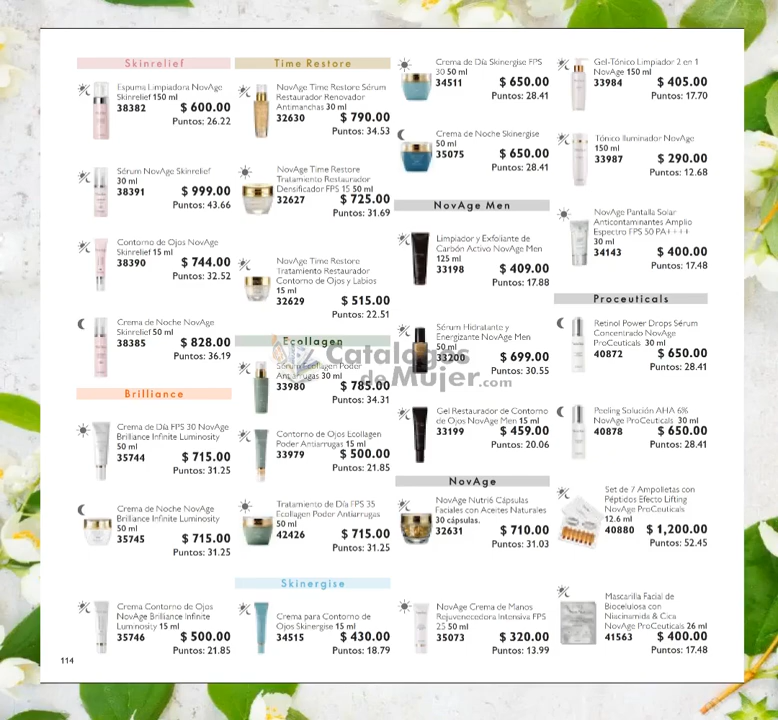 Skinrelief
Espuma Limpiadora NovAge
Skinrelief 150 ml
38382 $ 600.00
Puntos: 26.22
Sérum NovAge Skinrelief
30 ml
38391 $ 999.00
Puntos: 43.66
Contorno de Ojos NovAge
Skinrelief 15 ml
38390 $ 744.00
Puntos: 32.52
Crema de Noche NovAge
Skinrelief 50 ml
38385 $ 828.00
Puntos: 36.19
Brilliance
Crema de Día FPS 30 NovAge
Brilliance Infinite Luminosity
50 ml
35744 $ 715.00
Puntos: 31.25
Crema de Noche NovAge
Brilliance Infinite Luminosity
50 ml
35745 $ 715.00
Puntos: 31.25
Crema Contorno de Ojos
NovAge Brilliance Infinite
Luminosity 15 ml
35746 $ 500.00
Puntos: 21.85
114
Time Restore
NovAge Time Restore Sérum
Restaurador Renovador
Antimanchas 30 ml
32630 $ 790.00
Puntos: 34.53
NovAge Time Restore
Tratamiento Restaurador
Densificador FPS 15 50 ml
32627 $ 725.00
Puntos: 31.69
NovAge Time Restore
Tratamiento Restaurador
Contorno de Ojos y Labios
15 ml
32629 $ 515.00
Puntos: 22.51
Ecollagen
Sérum Ecollagen Poder
Antiarrugas 30 ml
33980 $ 785.00
Puntos: 34.31
Contorno de Ojos Ecollagen
Poder Antiarrugas 15 ml
33979 $ 500.00
Puntos: 21.85
Tratamiento de Día FPS 35
Ecollagen Poder Antiarrugas
50 ml
42426 $ 715.00
Puntos: 31.25
Skinergise
Crema para Contorno de
Ojos Skinergise 15 ml
34515 $ 430.00
Puntos: 18.79
Crema de Día Skinergise FPS
30 50 ml
34511 $ 650.00
Puntos: 28.41
Crema de Noche Skinergise
50 ml
35075 $ 650.00
Puntos: 28.41
NovAge Men
Limpiador y Exfoliante de
Carbón Activo NovAge Men
125 ml
33198 $ 409.00
Puntos: 17.88
Sérum Hidratante y
Energizante NovAge Men
50 ml
33200 $ 699.00
Puntos: 30.55
Gel Restaurador de Contorno
de Ojos NovAge Men 15 ml
33199 $ 459.00
Puntos: 20.06
NovAge
NovAge Nutri6 Cápsulas
Faciales con Aceites Naturales
30 cápsulas.
32631 $ 710.00
Puntos: 31.03
NovAge Crema de Manos
Rejuvenecedora Intensiva FPS
25 50 ml
35073 $ 320.00
Puntos: 13.99
Gel-Tónico Limpiador 2 en 1
NovAge 150 ml
33984 $ 405.00
Puntos: 17.70
Tónico Iluminador NovAge
150 ml
33987 $ 290.00
Puntos: 12.68
NovAge Pantalla Solar
Anticontaminantes Amplio
Espectro FPS 50 PA++++
30 ml
34143 $ 400.00
Puntos: 17.48
Proceuticals
Retinol Power Drops Sérum
Concentrado NovAge
ProCeuticals 30 ml
40872 $ 650.00
Puntos: 28.41
Peeling Solución AHA 6%
NovAge ProCeuticals 30 ml
40878 $ 650.00
Puntos: 28.41
Set de 7 Ampolletas con
Péptidos Efecto Lifting
NovAge ProCeuticals
12.6 ml
40880 $ 1,200.00
Puntos: 52.45
Mascarilla Facial de
Biocelulosa con
Niacinamida & Cica
NovAge ProCeuticals 26 ml
41563 $ 400.00
Puntos: 17.48
Catalogos
deMujer.com